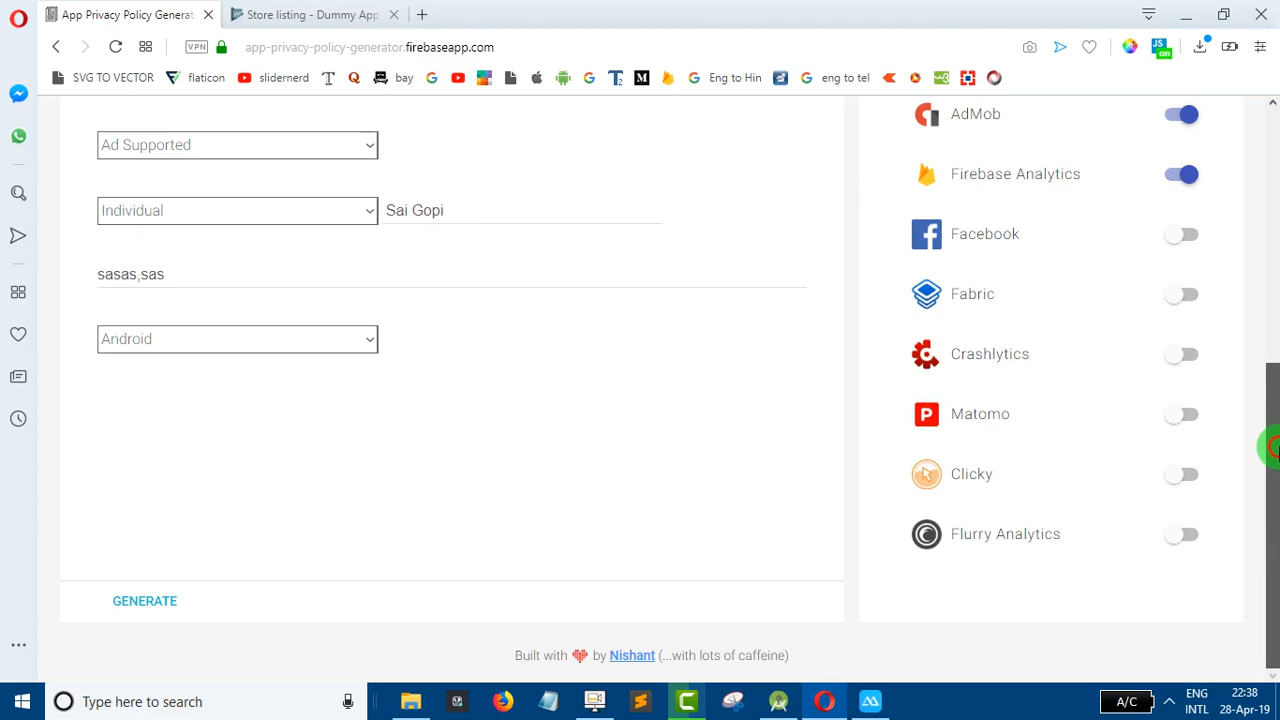 App Privacy Policy Generat
Store listing - Dummy App
VPN
app-privacy-policy-generator.firebaseapp.com
JS
on
SVG TO VECTOR
flaticon
slidernerd
bay
Eng to Hin
eng to tel
Ad Supported
Individual
Sai Gopi
sasas,sas
Android
GENERATE
AdMob
Firebase Analytics
Facebook
Fabric
Crashlytics
Matomo
Clicky
Flurry Analytics
Built with by Nishant (...with lots of caffeine)
Type here to search
A/C
ENG
INTL
22:38
28-Apr-19